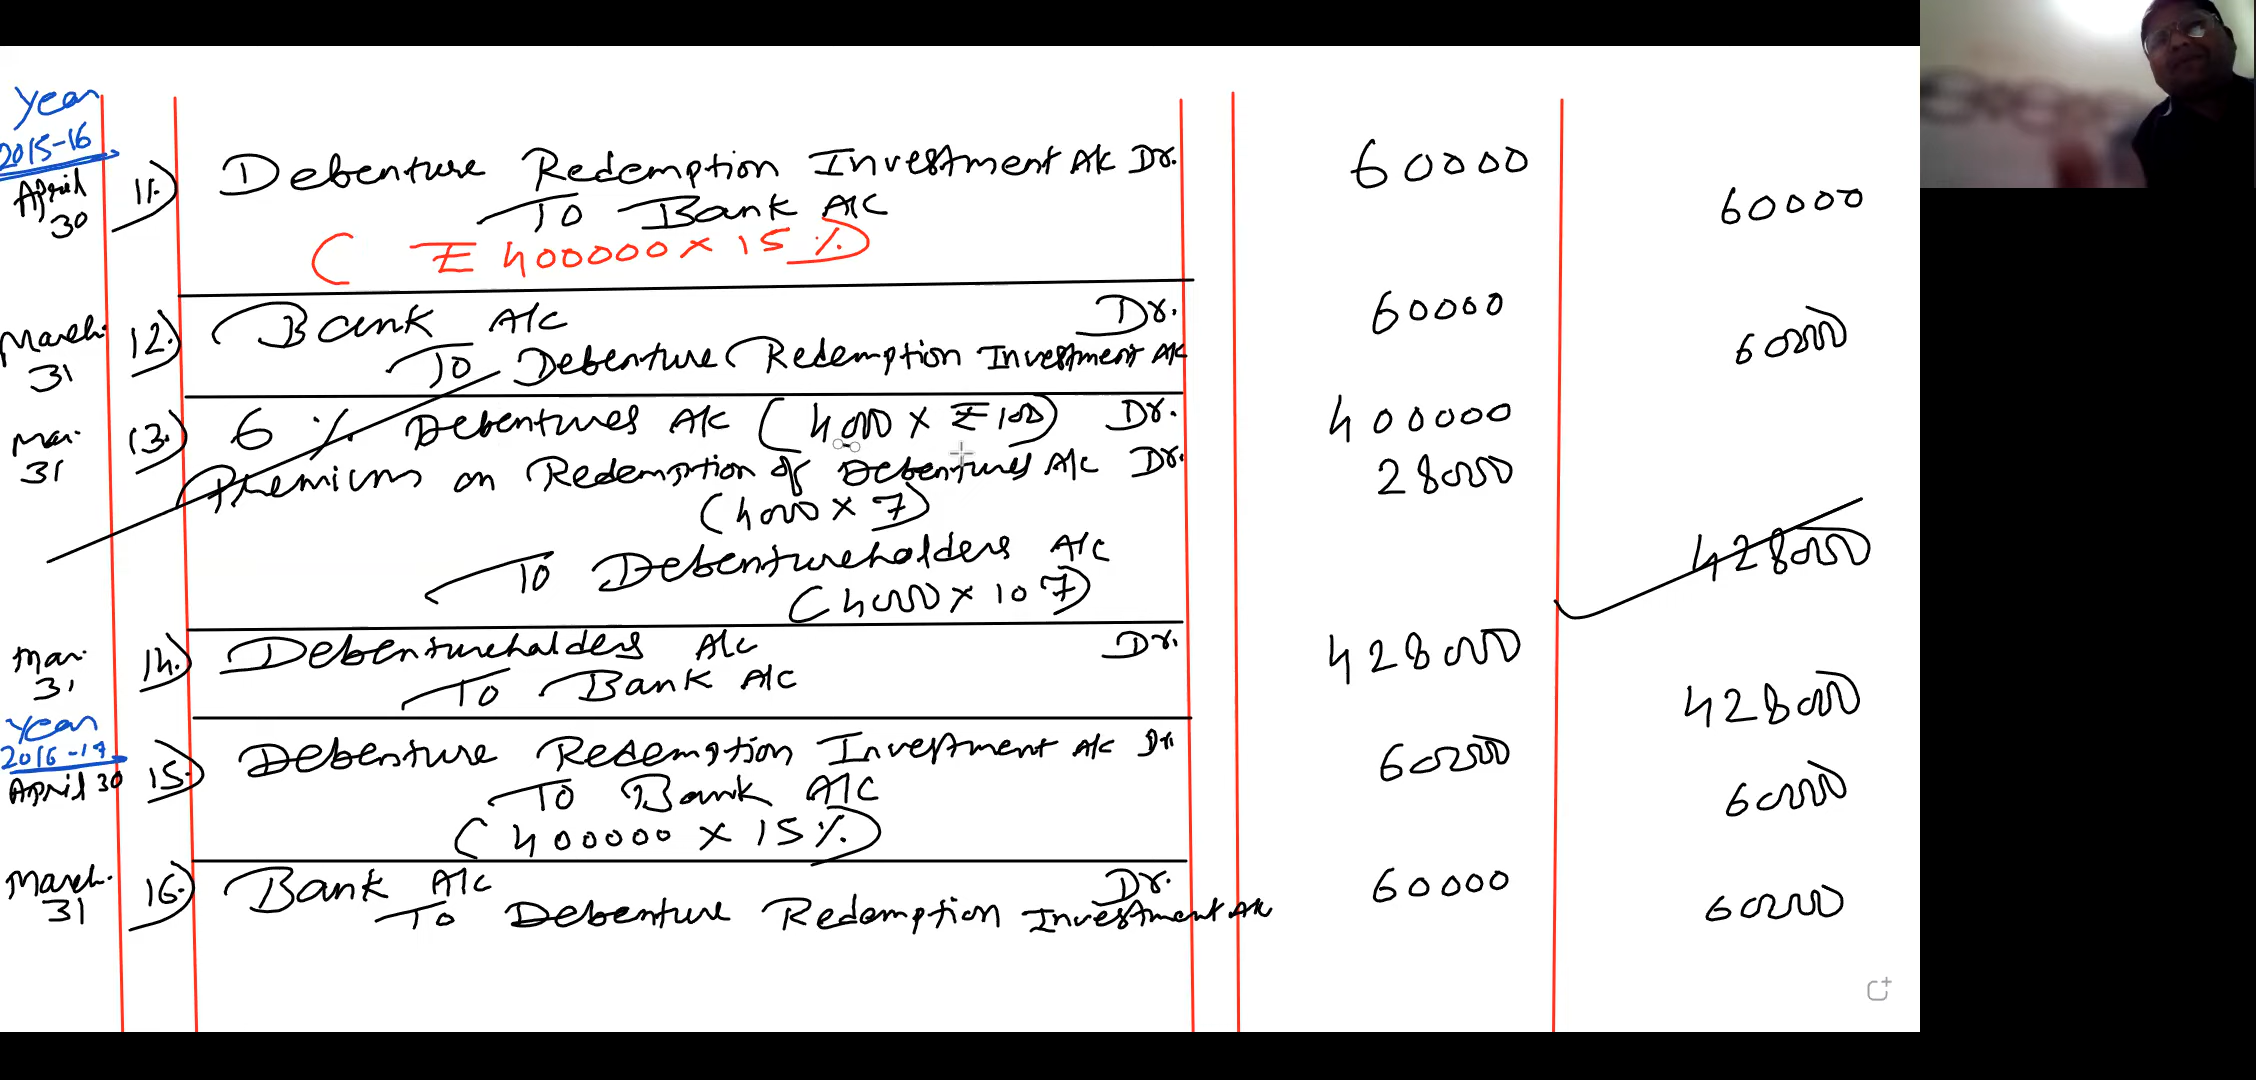 Year
2015-16
April
30
11.) Debenture Redemption Investment A/c Dr. 60000
To Bank A/C 60000
( ₹ 400000 x 15 %)
March 31 12.) Bank A/c Dr. 60000
To Debenture Redemption Investment A/c 60000
Mar. 31 13.) 6 % Debentures A/c (4000 x ₹ 100) Dr. 400000
Premium on Redemption of Debentures A/c Dr. 28000
(4000 x 7)
To Debentureholders A/c 428000
(4000 x 107)
Mar. 31 14.) Debentureholders A/c Dr. 428000
To Bank A/c 428000
Year
2016-17
April 30 15.) Debenture Redemption Investment A/c Dr. 60000
To Bank A/C 60000
( 400000 x 15 %)
March 31 16.) Bank A/c Dr. 60000
To Debenture Redemption Investment A/c 60000